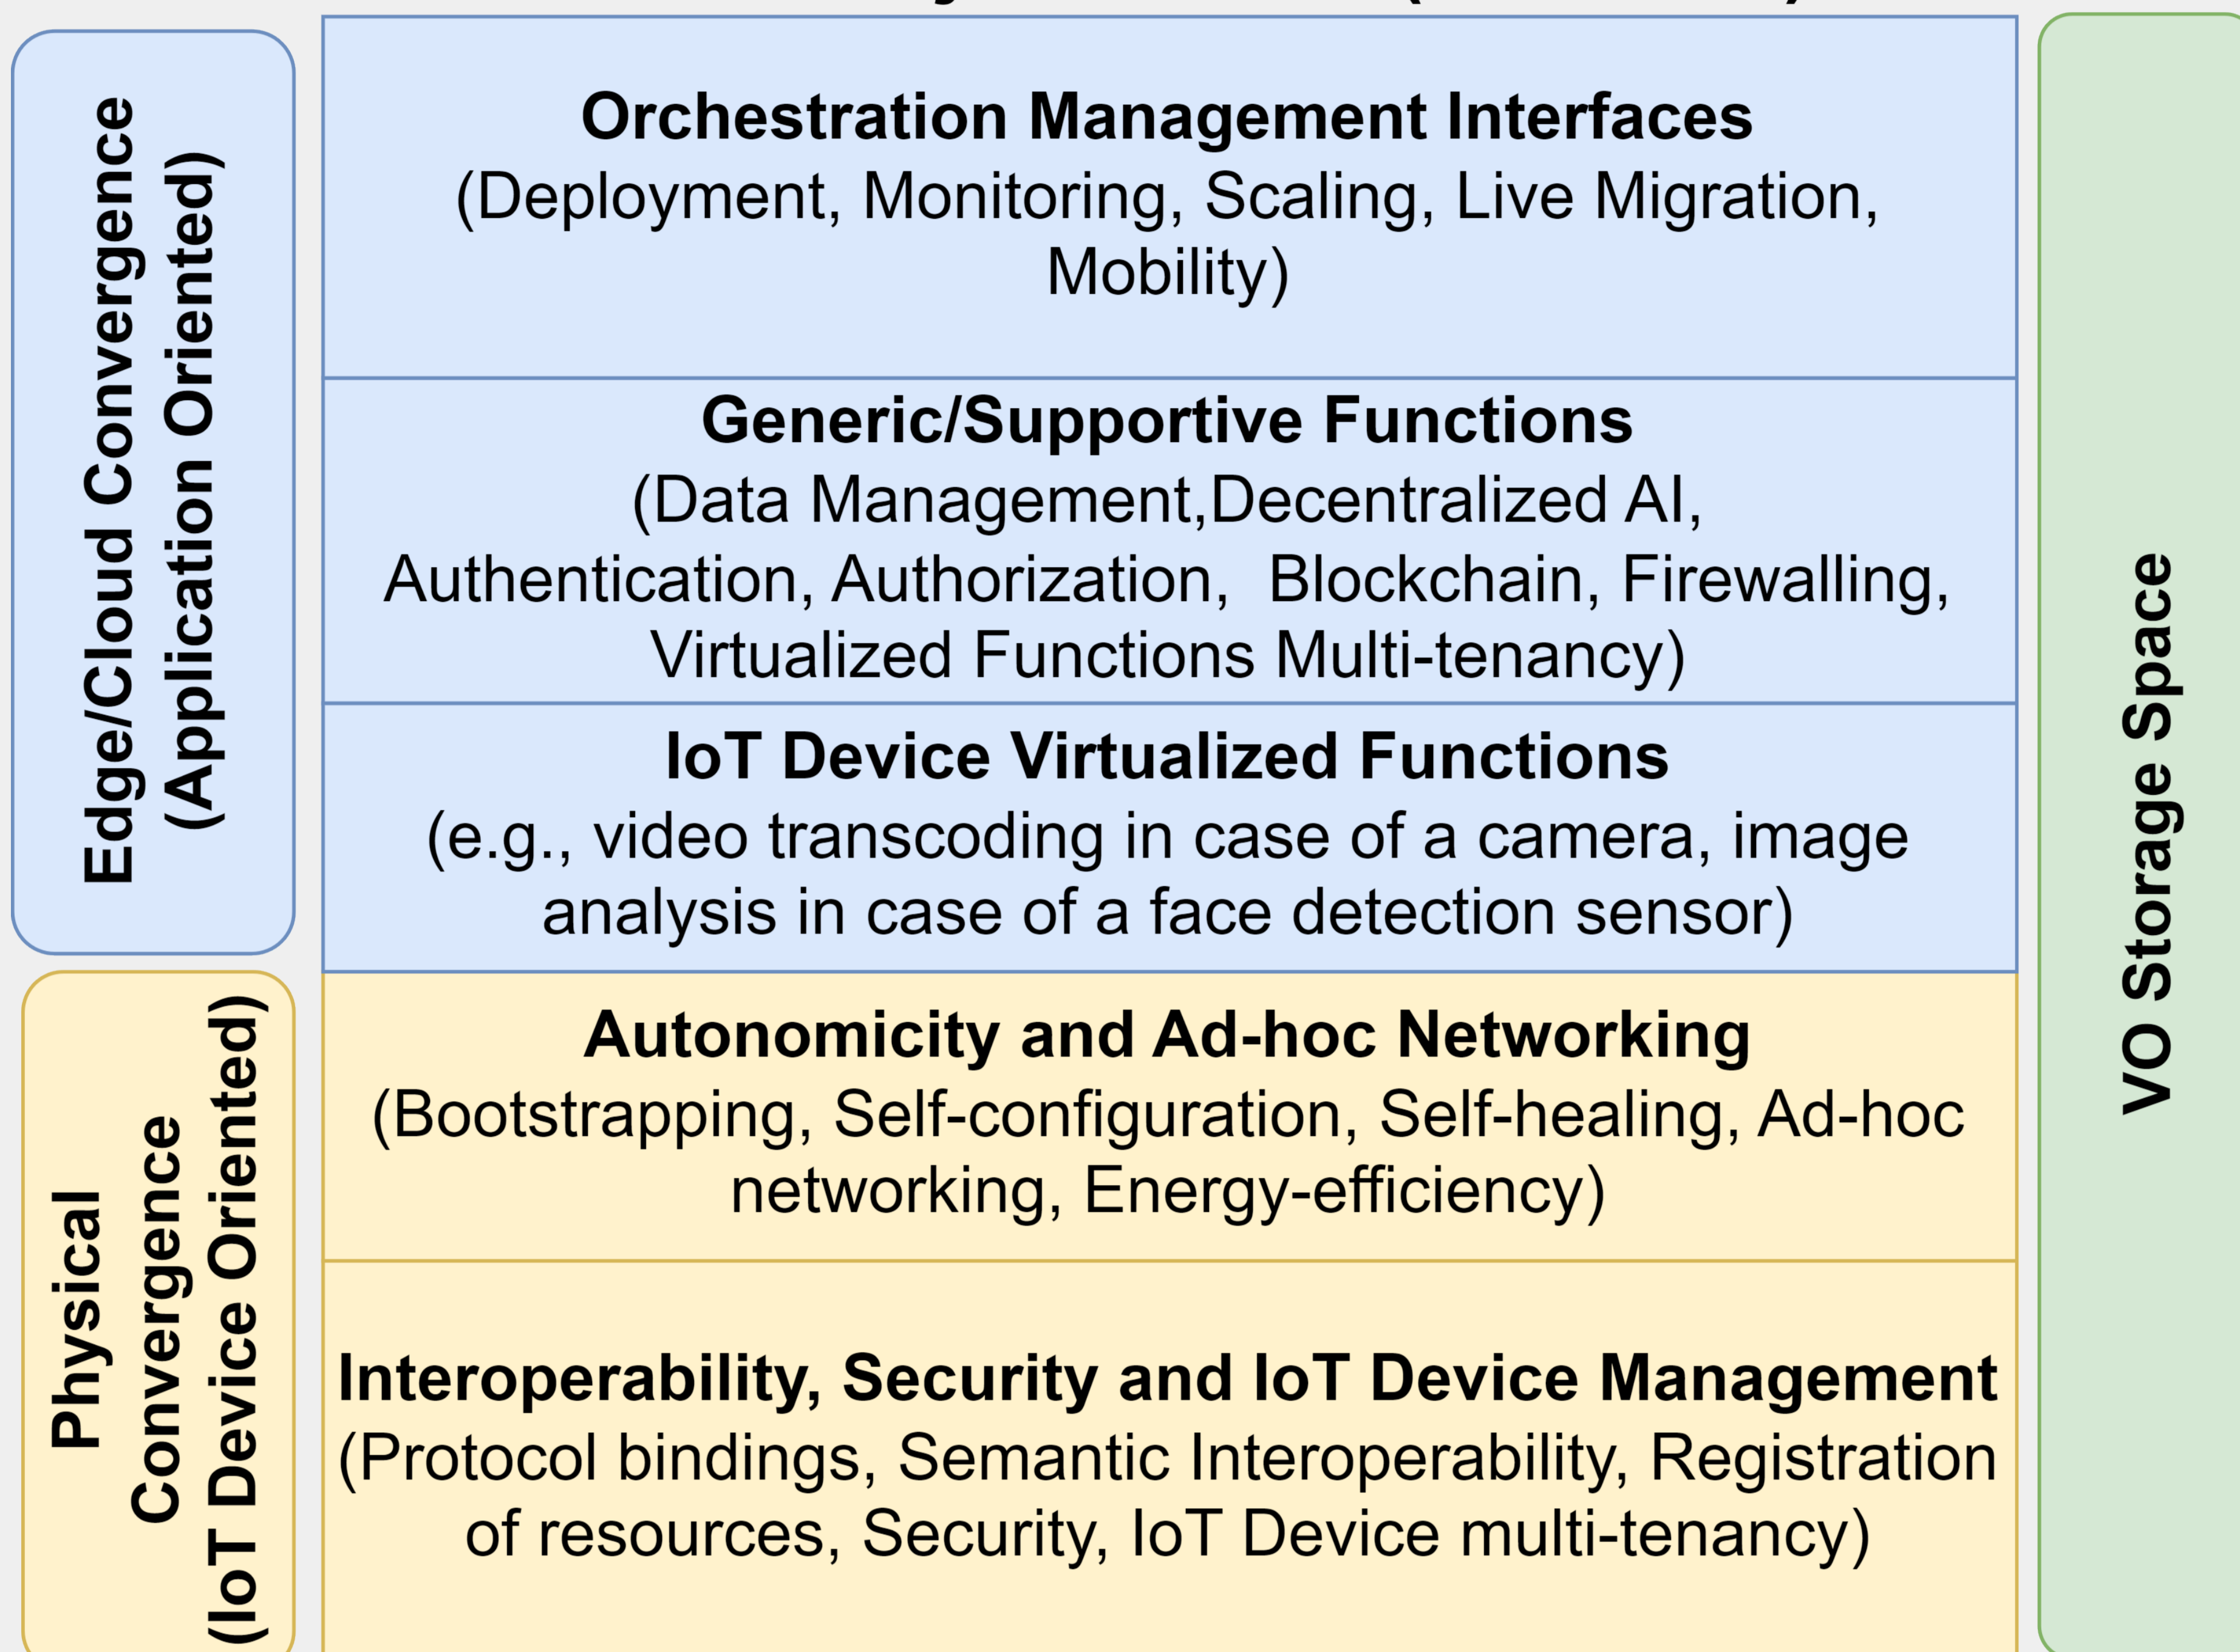 Edge/Cloud Convergence
(Application Oriented)
Orchestration Management Interfaces
(Deployment, Monitoring, Scaling, Live Migration,
Mobility)
Generic/Supportive Functions
(Data Management,Decentralized AI,
Authentication, Authorization,  Blockchain, Firewalling,
Virtualized Functions Multi-tenancy)
IoT Device Virtualized Functions
(e.g., video transcoding in case of a camera, image
analysis in case of a face detection sensor)
Physical
Convergence
(IoT Device Oriented)
Autonomicity and Ad-hoc Networking
(Bootstrapping, Self-configuration, Self-healing, Ad-hoc
networking, Energy-efficiency)
Interoperability, Security and IoT Device Management
(Protocol bindings, Semantic Interoperability, Registration
of resources, Security, IoT Device multi-tenancy)
VO Storage Space